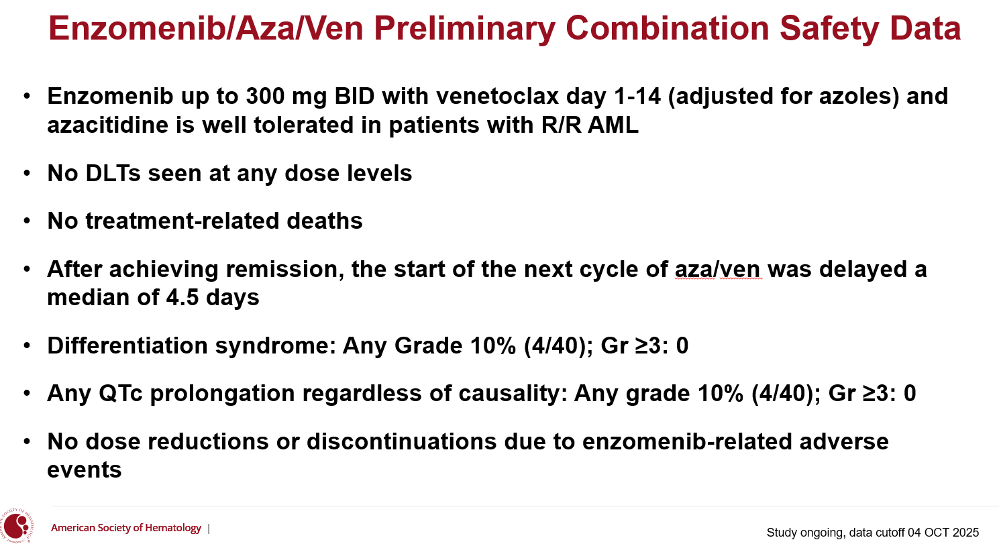 Enzomenib/Aza/Ven Preliminary Combination Safety Data
• Enzomenib up to 300 mg BID with venetoclax day 1-14 (adjusted for azoles) and
azacitidine is well tolerated in patients with R/R AML
• No DLTs seen at any dose levels
• No treatment-related deaths
• After achieving remission, the start of the next cycle of aza/ven was delayed a
median of 4.5 days
• Differentiation syndrome: Any Grade 10% (4/40); Gr ≥3: 0
• Any QTc prolongation regardless of causality: Any grade 10% (4/40); Gr ≥3: 0
• No dose reductions or discontinuations due to enzomenib-related adverse
events
American Society of Hematology |
Study ongoing, data cutoff 04 OCT 2025